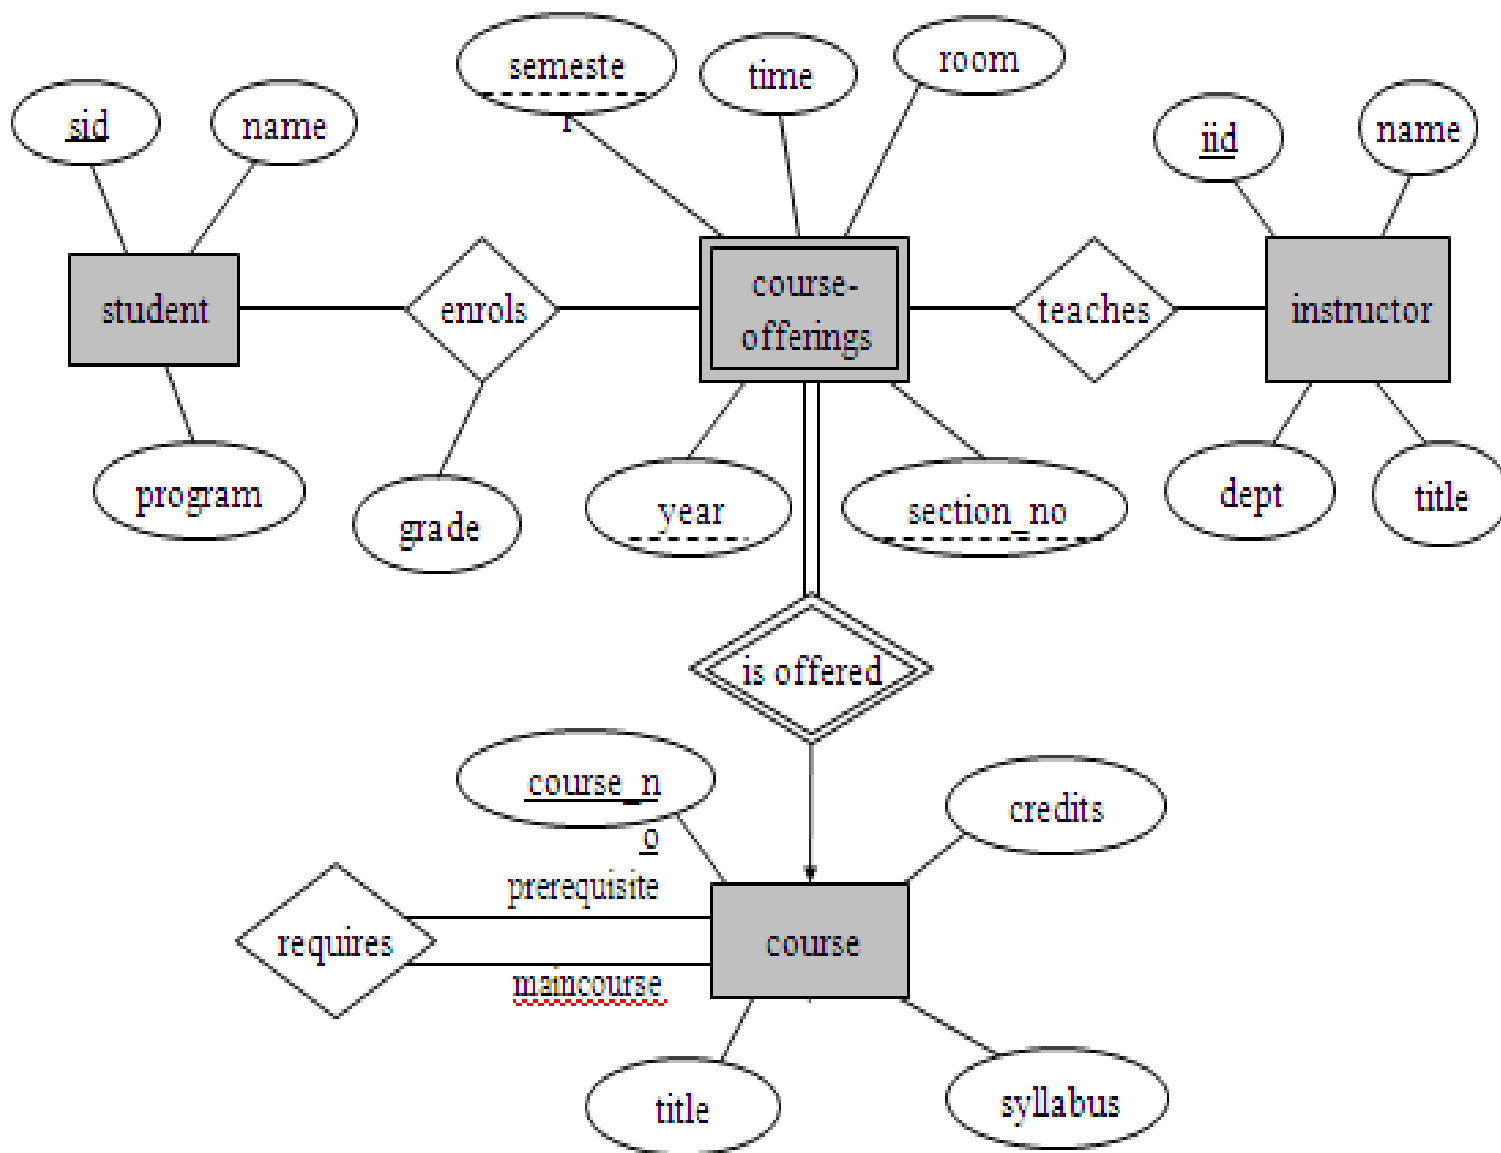 semeste
r
time
room
sid
name
iid
name
student
enrols
course-
offerings
teaches
instructor
program
grade
year
section_no
dept
title
is offered
course_n
o
credits
prerequisite
requires
course
maincourse
title
syllabus